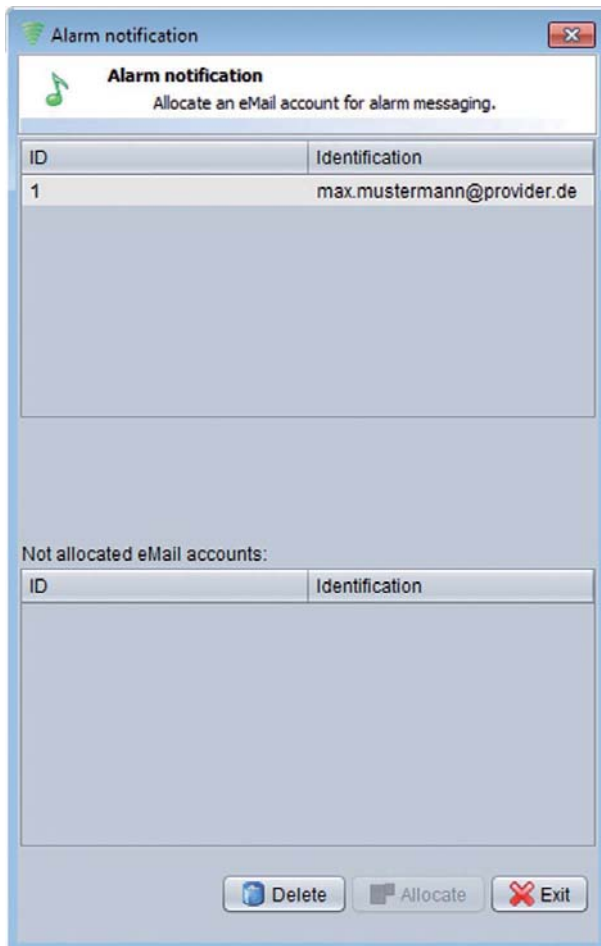 Alarm notification
Alarm notification
Allocate an eMail account for alarm messaging.
ID Identification
1 max.mustermann@provider.de
Not allocated eMail accounts:
ID Identification
Delete Allocate Exit